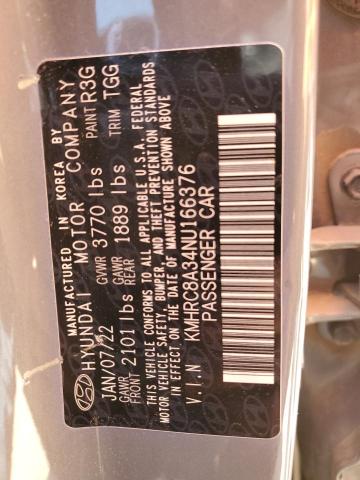 MANUFACTURED IN KOREA BY
HYUNDAI MOTOR COMPANY
JAN/07/22 GVWR 3770 lbs PAINT R3G
GAWR FRONT 2101 lbs GAWR REAR 1889 lbs TRIM TGG
THIS VEHICLE CONFORMS TO ALL APPLICABLE U.S.A. FEDERAL
MOTOR VEHICLE SAFETY, BUMPER, AND THEFT PREVENTION STANDARDS
IN EFFECT ON THE DATE OF MANUFACTURE SHOWN ABOVE
V.I.N KMHRC8A34NU166376
PASSENGER CAR